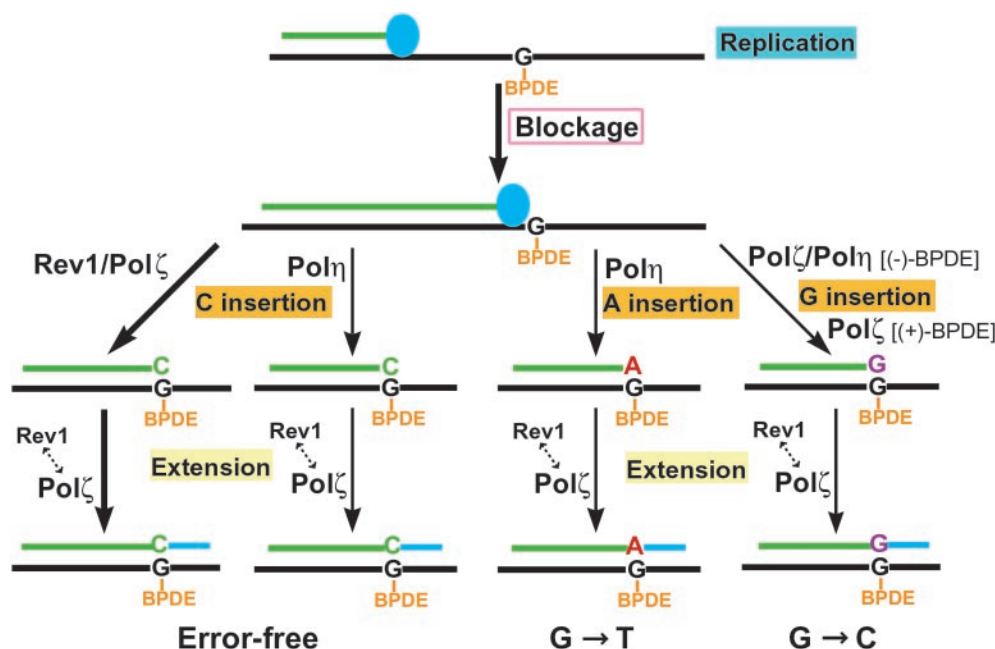 Replication
G
BPDE
Blockage
G
BPDE
Rev1/Polζ
Polη
C insertion
Polη
A insertion
Polζ/Polη [(-)-BPDE]
G insertion
Polζ [(+)-BPDE]
C
G
BPDE
C
G
BPDE
A
G
BPDE
G
G
BPDE
Rev1
Polζ
Extension
Rev1
Polζ
Rev1
Polζ
Extension
Rev1
Polζ
C
G
BPDE
C
G
BPDE
A
G
BPDE
G
G
BPDE
Error-free
G → T
G → C